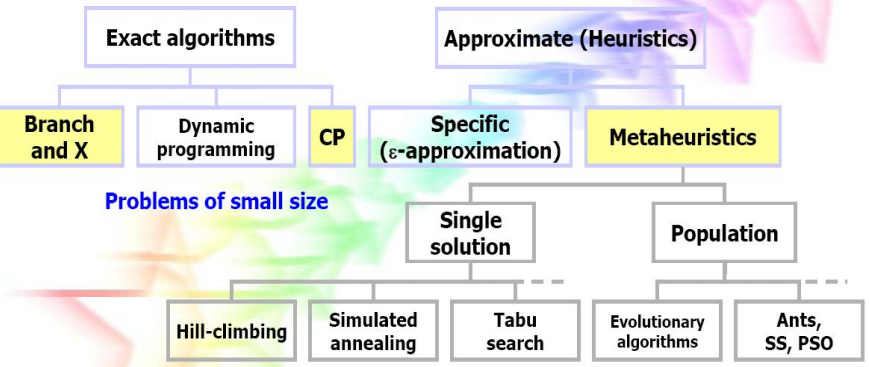 Exact algorithms
Approximate (Heuristics)
Branch
and X
Dynamic
programming
CP
Specific
(ε-approximation)
Metaheuristics
Problems of small size
Single
solution
Population
Hill-climbing
Simulated
annealing
Tabu
search
Evolutionary
algorithms
Ants,
SS, PSO